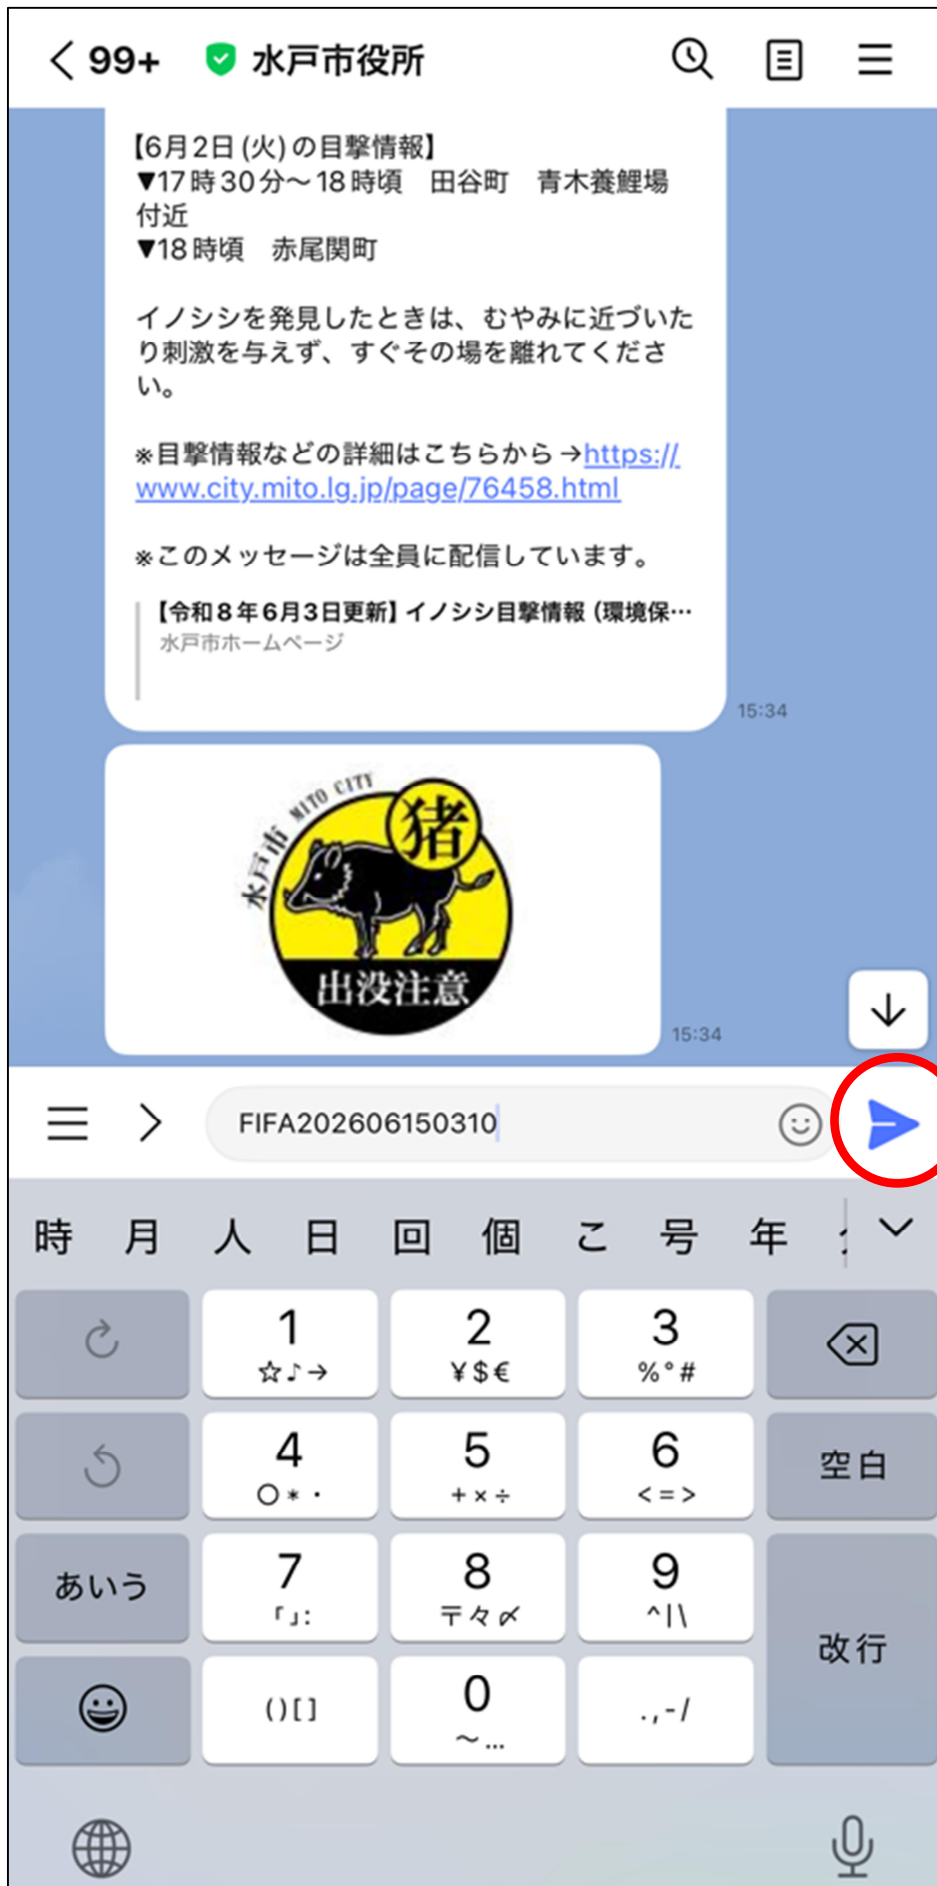 99+ 水戸市役所
【6月2日(火)の目撃情報】
▼17時30分～18時頃　田谷町　青木養鯉場
付近
▼18時頃　赤尾関町
イノシシを発見したときは、むやみに近づいた
り刺激を与えず、すぐその場を離れてくださ
い。
※目撃情報などの詳細はこちらから→https://
www.city.mito.lg.jp/page/76458.html
※このメッセージは全員に配信しています。
【令和8年6月3日更新】イノシシ目撃情報（環境保…
水戸市ホームページ
15:34
水戸市 MITO CITY
猪
出没注意
15:34
FIFA202606150310
時 月 人 日 回 個 こ 号 年
1 2 3
☆♪→ ¥$€ %°#
4 5 6 空白
○*・ +×÷ <=>
あいう 7 8 9
「」: 〒々〆 ^|\
改行
()[] 0 .,-/
～…